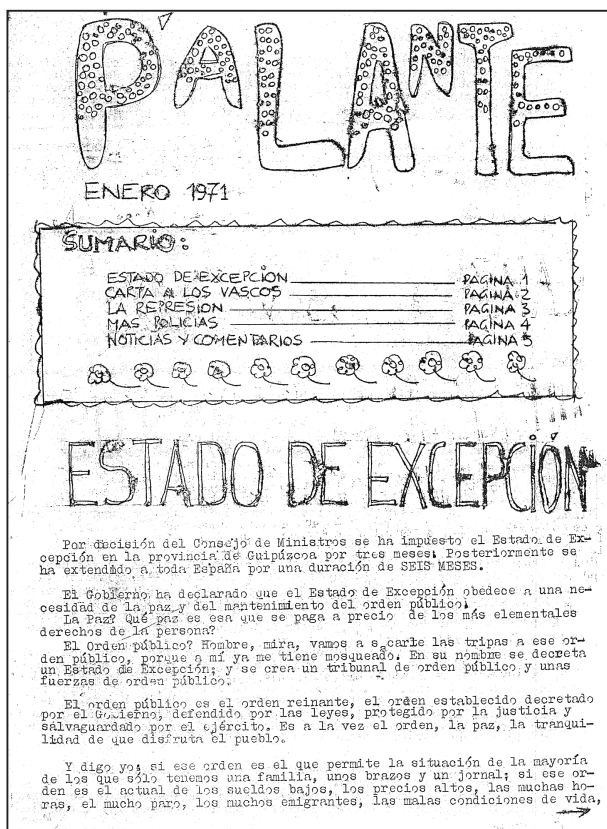 P'ALANTE
ENERO 1971
SUMARIO:
ESTADO DE EXCEPCIÓN PAGINA 1
CARTA A LOS VASCOS PAGINA 2
LA REPRESION PAGINA 3
MAS POLICIAS PAGINA 4
NOTICIAS Y COMENTARIOS PAGINA 5
ESTADO DE EXCEPCIÓN
Por decisión del Consejo de Ministros se ha impuesto el Estado de Ex-
cepción en la provincia de Guipúzcoa por tres meses. Posteriormente se
ha extendido a toda España por una duración de SEIS MESES.
El Gobierno ha declarado que el Estado de Excepción obedece a una ne-
cesidad de la paz y del mantenimiento del orden público.
La Paz? Qué paz es esa que se paga a precio de los más elementales
derechos de la persona?
El Orden público? Hombre, mira, vamos a sacarle las tripas a ese or-
den público, porque a mí ya me tiene mosqueado. En su nombre se decreta
un Estado de Excepción; y se crea un tribunal de orden público y unas
fuerzas de orden público.
El orden público es el orden reinante, el orden establecido decretado
por el Gobierno, defendido por las leyes, protegido por la justicia y
salvaguardado por el ejército. Es a la vez el orden, la paz, la tranqui-
lidad de que disfruta el pueblo.
Y digo yo: si ese orden es el que permite la situación de la mayoría
de los que sólo tenemos una familia, unos brazos y un jornal; si ese or-
den es el actual de los sueldos bajos, los precios altos, las muchas ho-
ras, el mucho paro, los muchos emigrantes, las malas condiciones de vida,